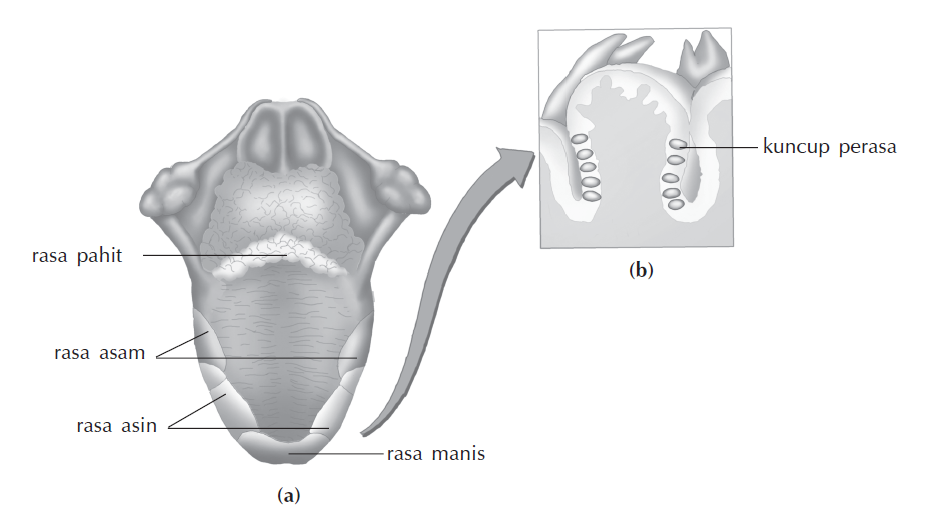 kuncup perasa
rasa pahit
(b)
rasa asam
rasa asin
rasa manis
(a)